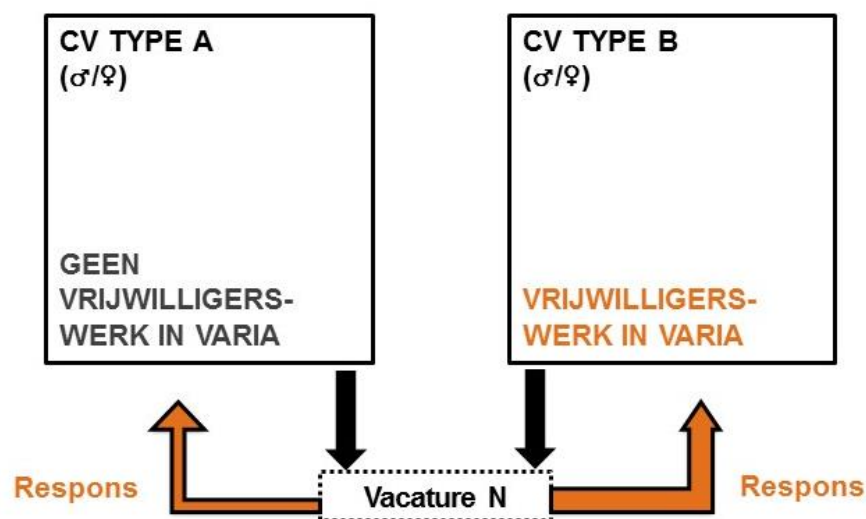 CV TYPE A
(♂/♀)
GEEN
VRIJWILLIGERS-
WERK IN VARIA
CV TYPE B
(♂/♀)
VRIJWILLIGERS-
WERK IN VARIA
Respons
Vacature N
Respons